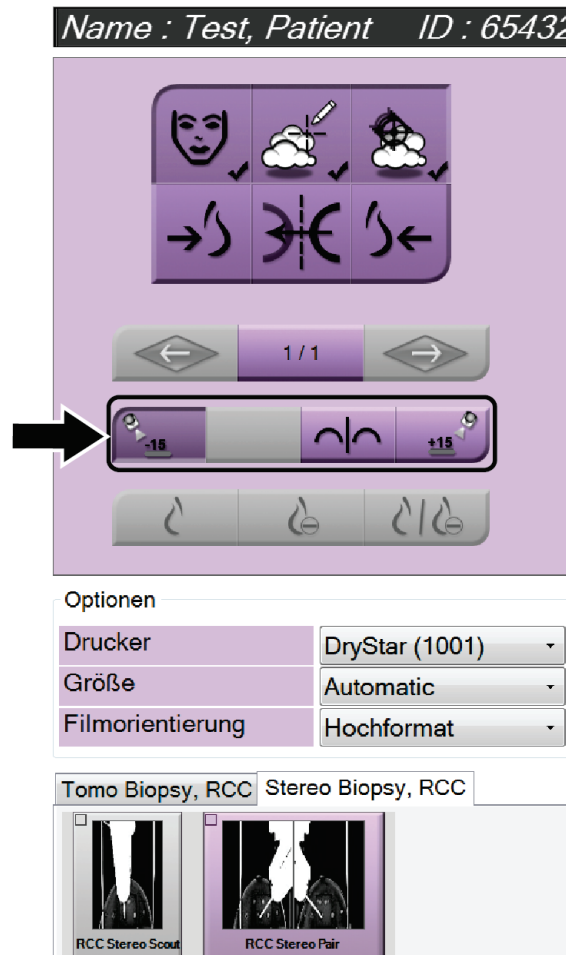 Name : Test, Patient ID : 65432
1 / 1
-15 +15
Optionen
Drucker DryStar (1001)
Größe Automatic
Filmorientierung Hochformat
Tomo Biopsy, RCC Stereo Biopsy, RCC
RCC Stereo Scout RCC Stereo Pair